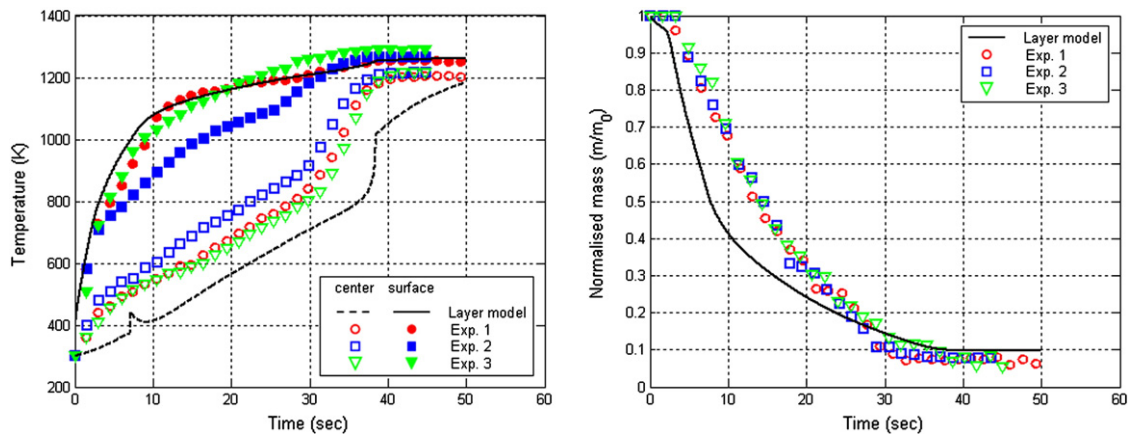 1400
1200
1000
800
600
400
200
0
10
20
30
40
50
60
Temperature (K)
Time (sec)
center surface
Layer model
Exp. 1
Exp. 2
Exp. 3
1
0.9
0.8
0.7
0.6
0.5
0.4
0.3
0.2
0.1
0
0
10
20
30
40
50
60
Normalised mass (m/m0)
Time (sec)
Layer model
Exp. 1
Exp. 2
Exp. 3